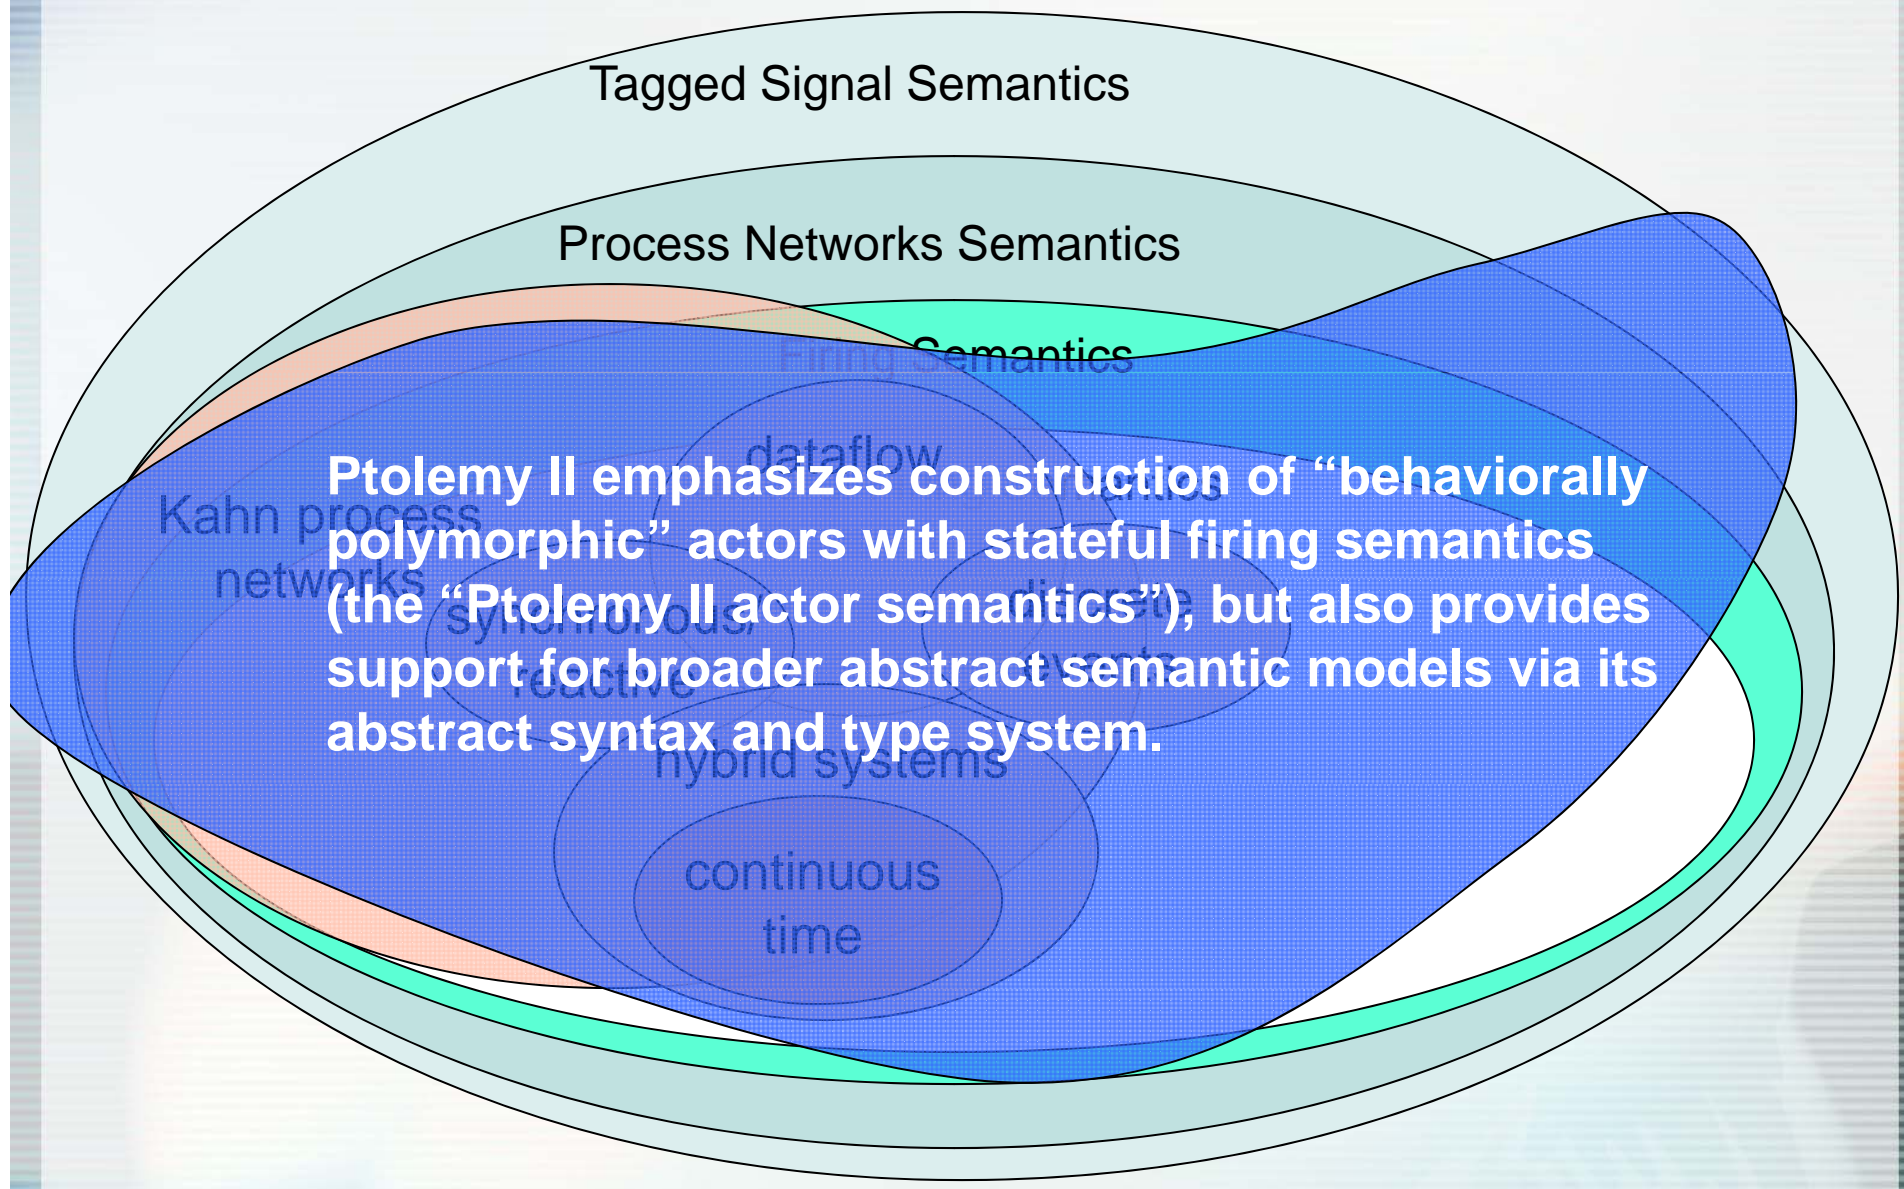 Tagged Signal Semantics
Process Networks Semantics
Firing Semantics
dataflow
Kahn process
networks
Ptolemy II emphasizes construction of “behaviorally
polymorphic” actors with stateful firing semantics
(the “Ptolemy II actor semantics”), but also provides
support for broader abstract semantic models via its
abstract syntax and type system.
synchronous/
reactive
discrete
events
hybrid systems
continuous
time